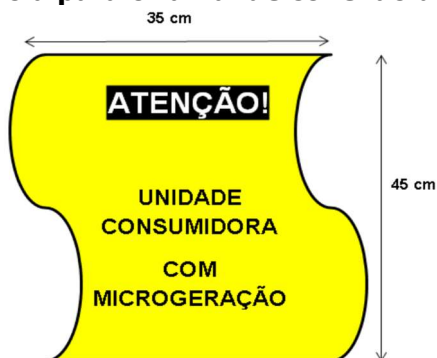 35 cm
ATENÇÃO!
45 cm
UNIDADE
CONSUMIDORA
COM
MICROGERAÇÃO